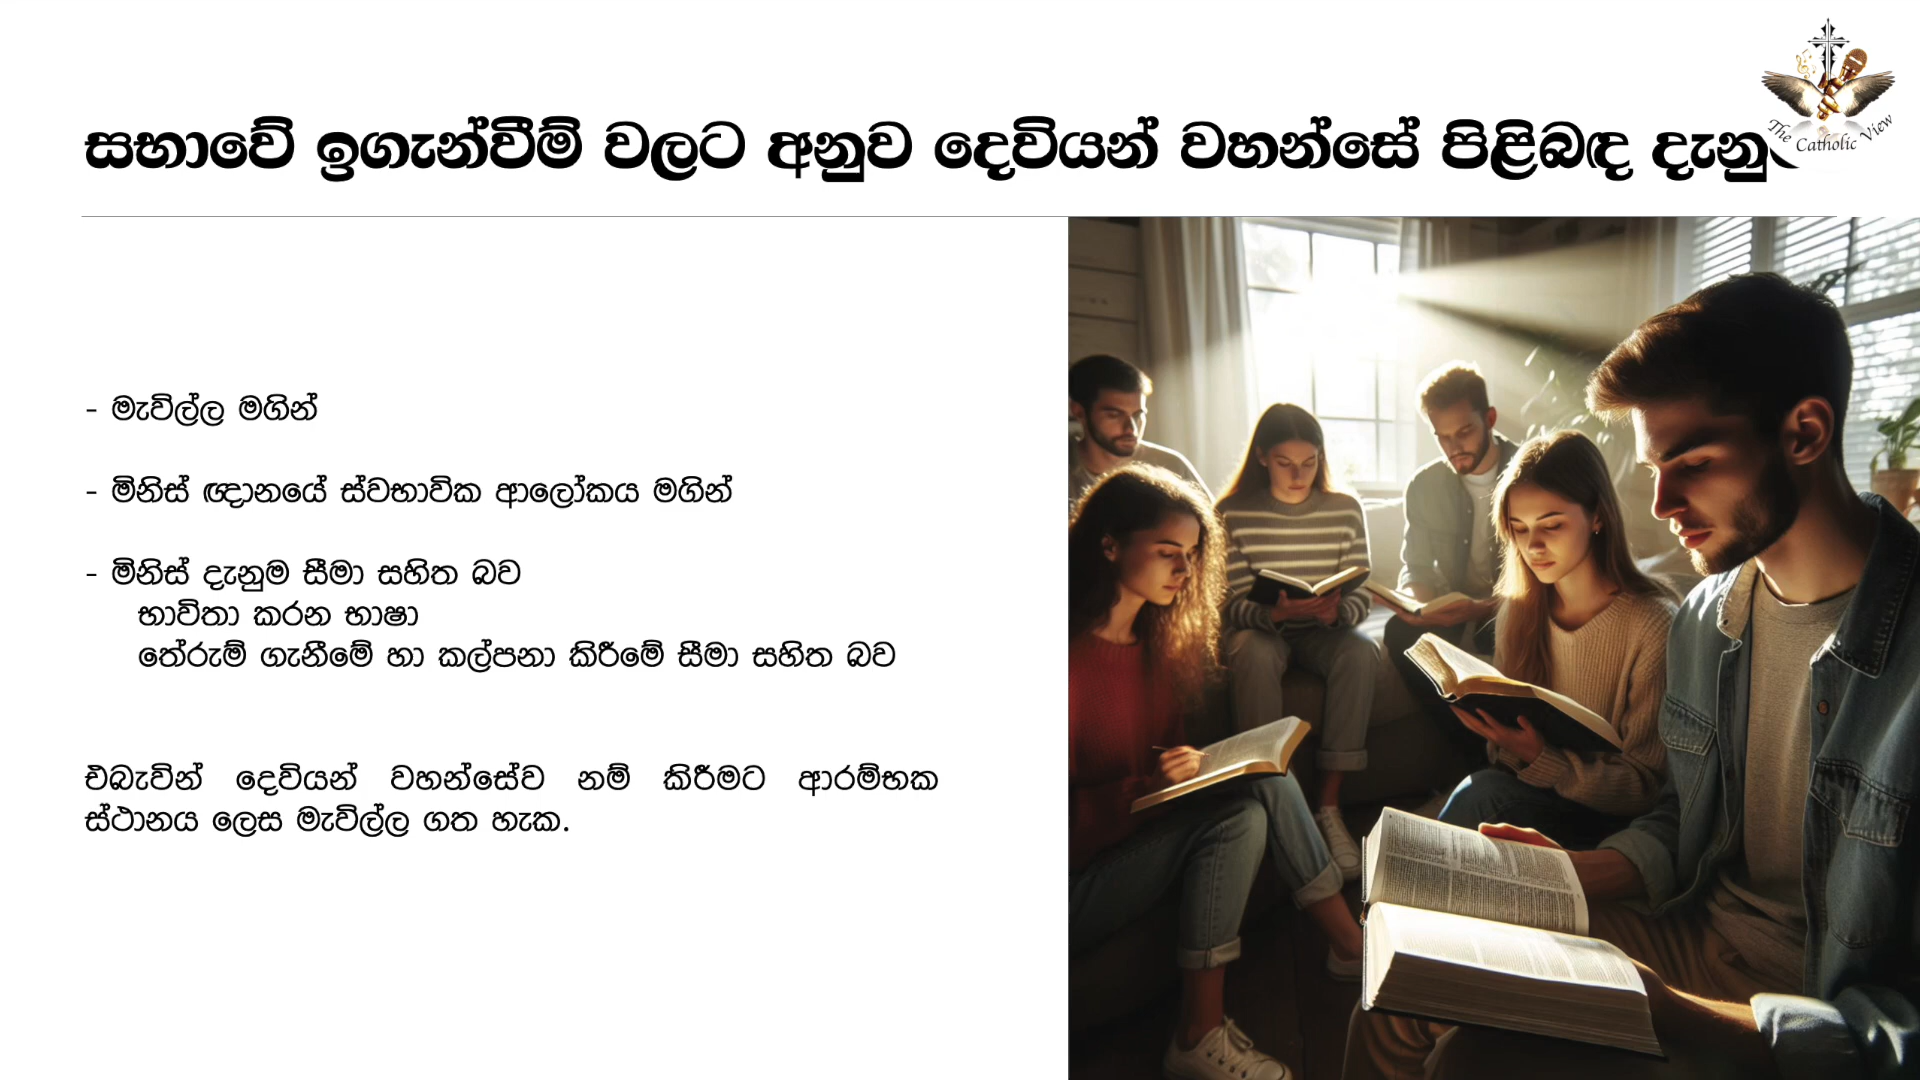 සභාවේ ඉගැන්වීම් වලට අනුව දෙවියන් වහන්සේ පිළිබඳ
The Catholic View
- මැවිල්ල මගින්
- මිනිස් ඥානයේ ස්වභාවික ආලෝකය මගින්
- මිනිස් දැනුම සීමා සහිත බව
භාවිතා කරන භාෂා
තේරුම් ගැනීමේ හා කල්පනා කිරීමේ සීමා සහිත බව
එබැවින් දෙවියන් වහන්සේව නම් කිරීමට ආරම්භක
ස්ථානය ලෙස මැවිල්ල ගත හැක.